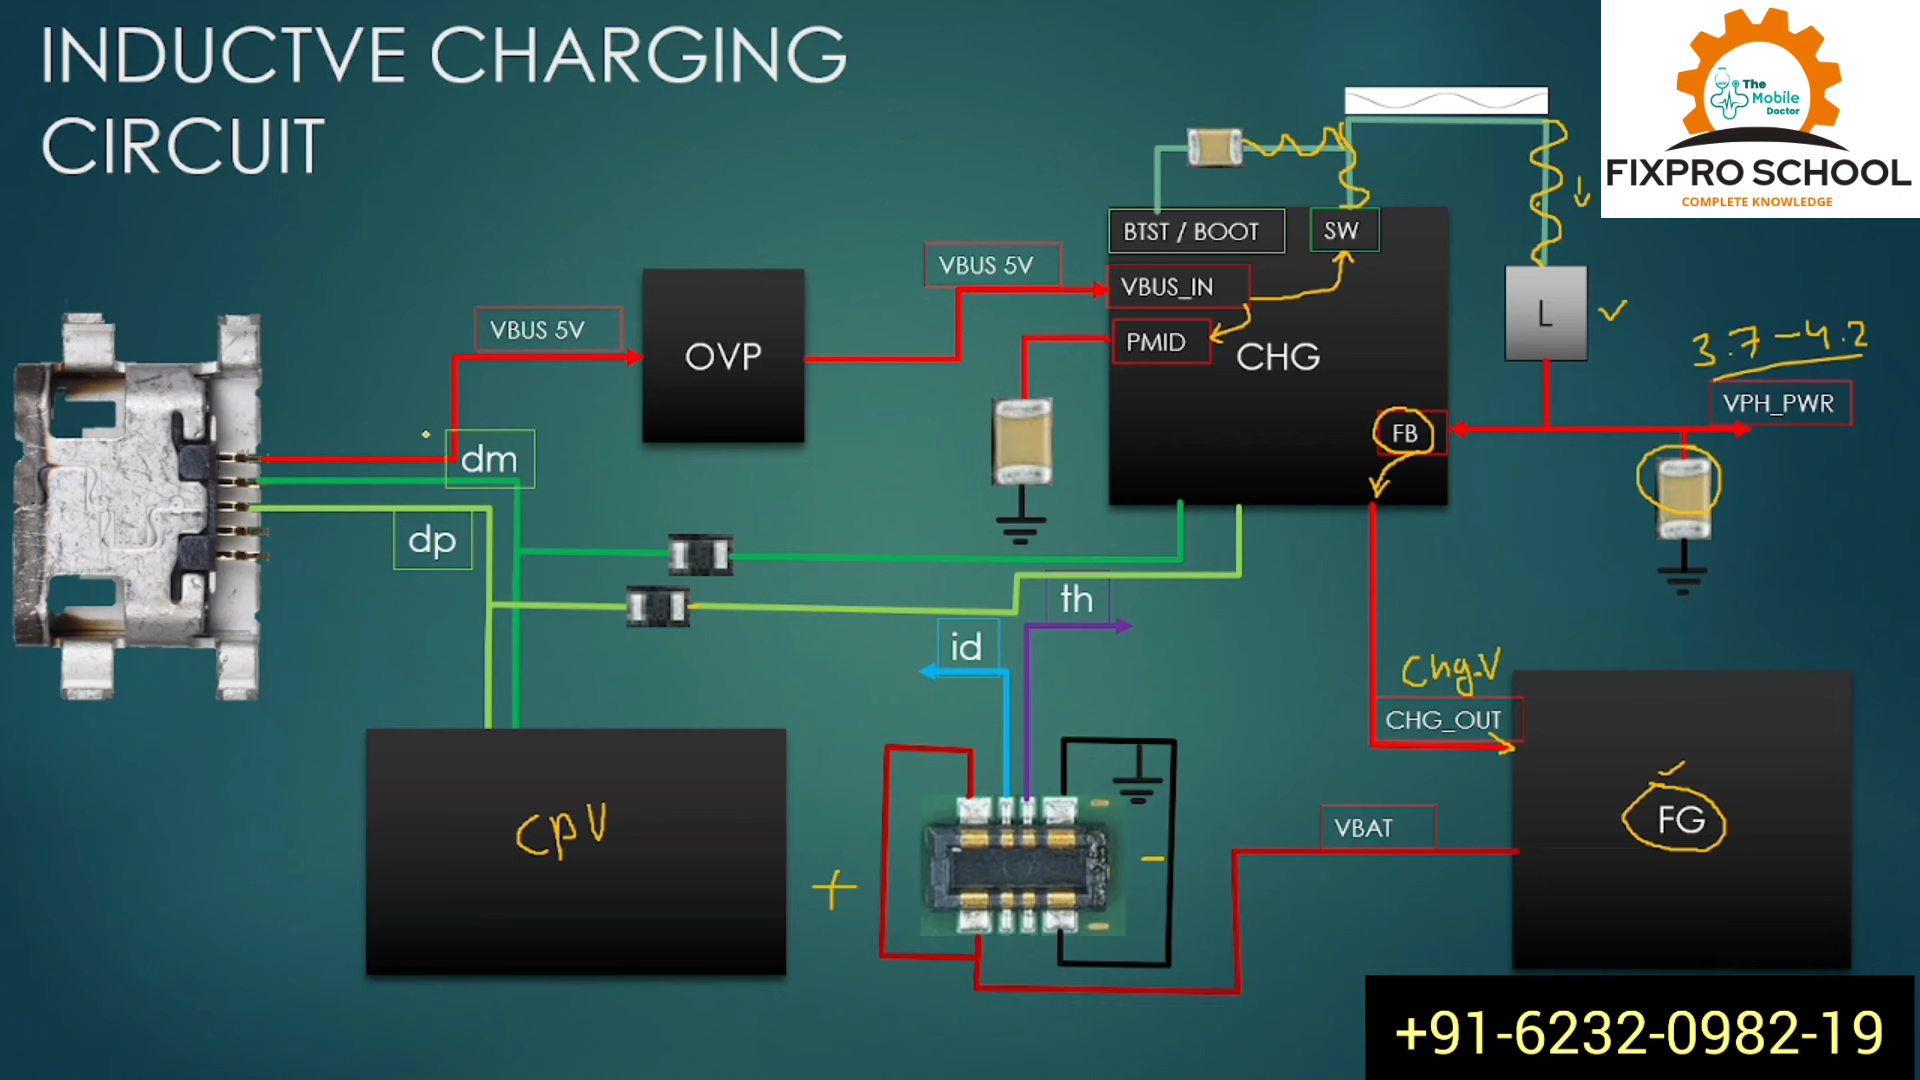 INDUCTVE CHARGING
CIRCUIT
The
Mobile
Doctor
FIXPRO SCHOOL
COMPLETE KNOWLEDGE
BTST / BOOT
SW
VBUS 5V
VBUS_IN
VBUS 5V
PMID
OVP
CHG
L
3.7-4.2
VPH_PWR
FB
dm
dp
th
id
Chg-V
CHG_OUT
CPV
VBAT
FG
+
-
+91-6232-0982-19